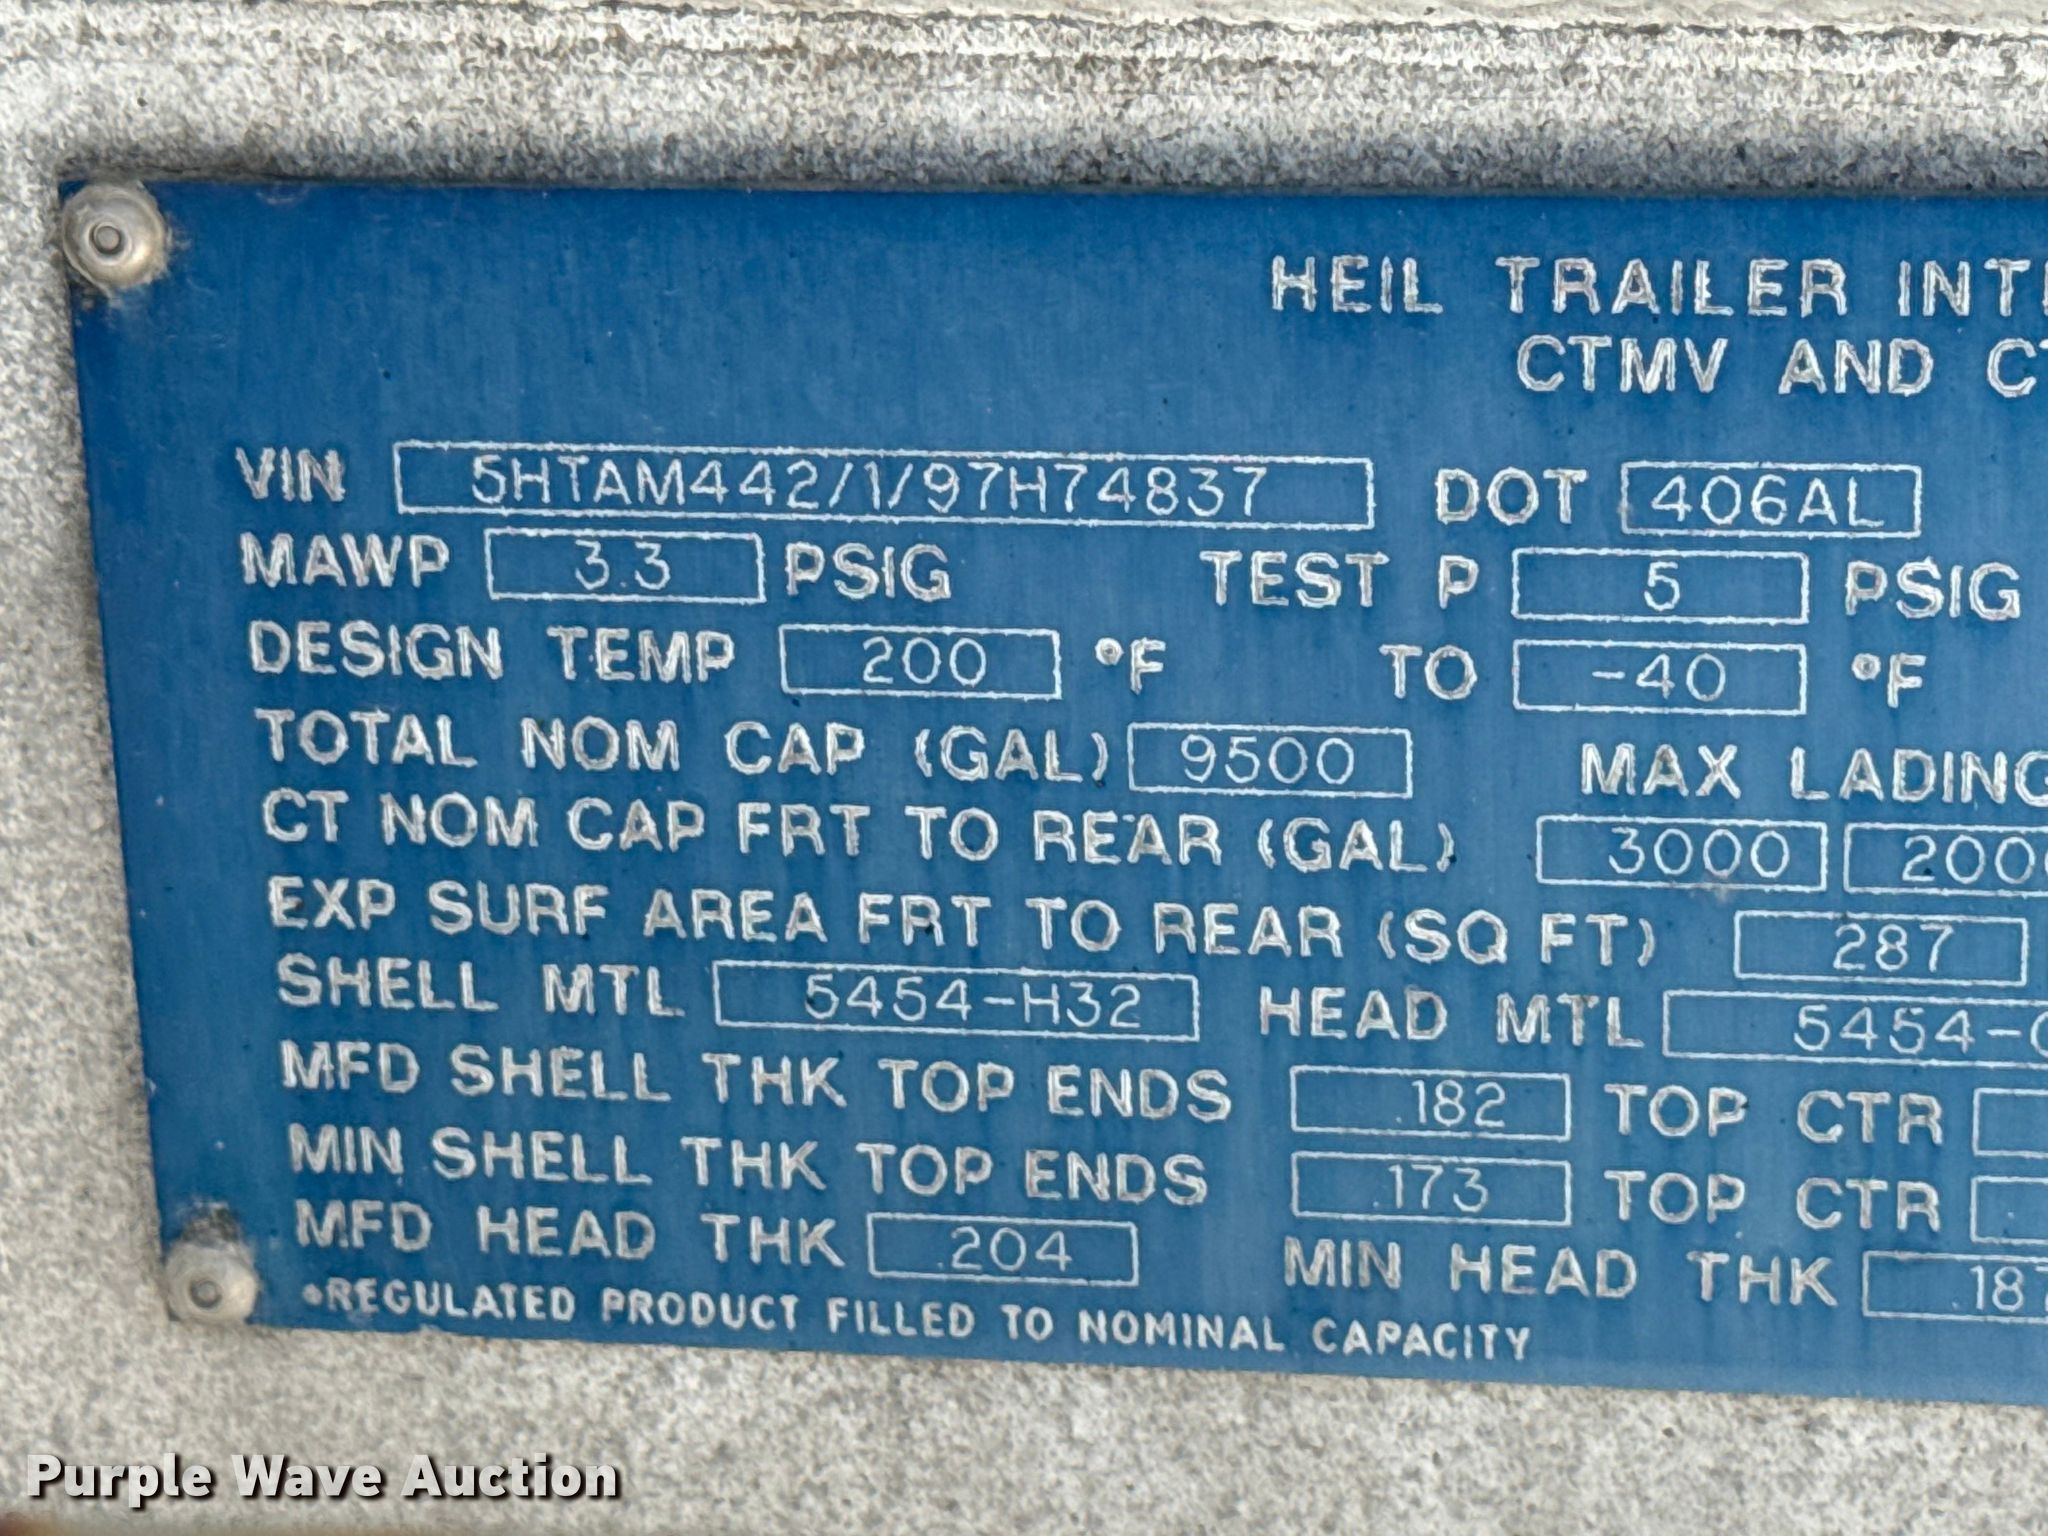 HEIL TRAILER INT
CTMV AND CT
VIN 5HTAM442/1/97H74837 DOT 406AL
MAWP 3.3 PSIG TEST P 5 PSIG
DESIGN TEMP 200 °F TO -40 °F
TOTAL NOM CAP (GAL) 9500 MAX LADING
CT NOM CAP FRT TO REAR (GAL) 3000 200
EXP SURF AREA FRT TO REAR (SQ FT) 287
SHELL MTL 5454-H32 HEAD MTL 5454-
MFD SHELL THK TOP ENDS .182 TOP CTR
MIN SHELL THK TOP ENDS .173 TOP CTR
MFD HEAD THK .204 MIN HEAD THK .187
•REGULATED PRODUCT FILLED TO NOMINAL CAPACITY
Purple Wave Auction